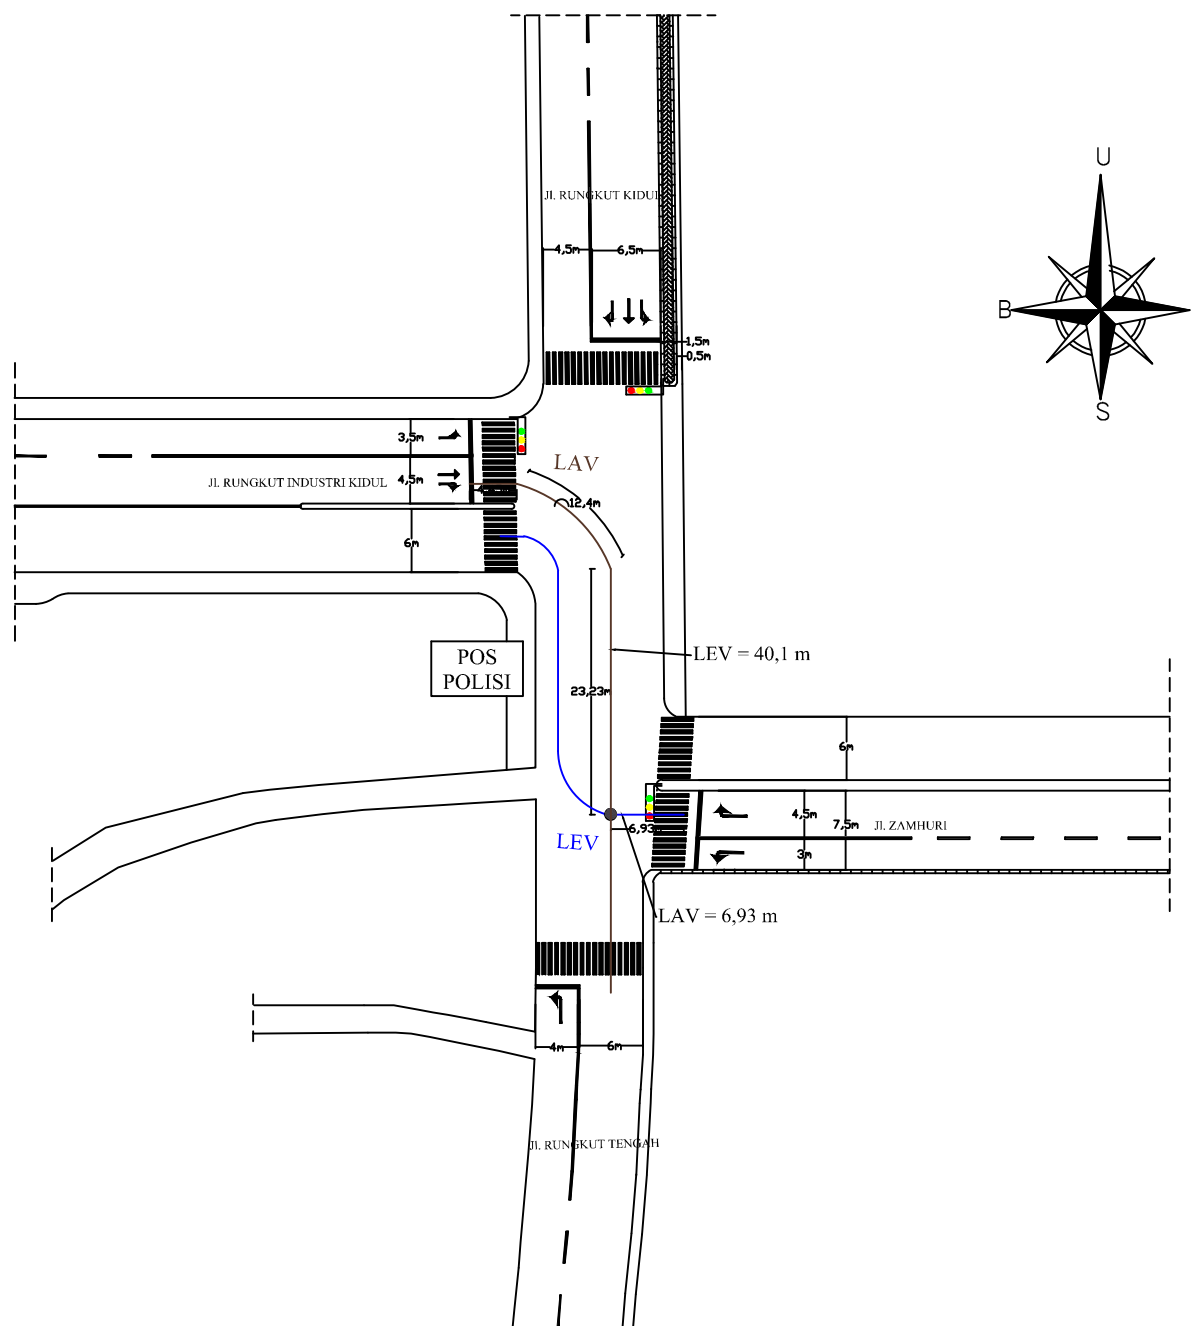 U
Jl. RUNGKUT KIDUL
4,5m
6,5m
B
S
1,5m
0,5m
3,5m
4,5m
Jl. RUNGKUT INDUSTRI KIDUL
6m
LAV
12,4m
POS
POLISI
LEV = 40,1 m
23,23m
6m
4,5m
7,5m
Jl. ZAMHURI
3m
6,93
LEV
LAV = 6,93 m
4m
6m
Jl. RUNGKUT TENGAH